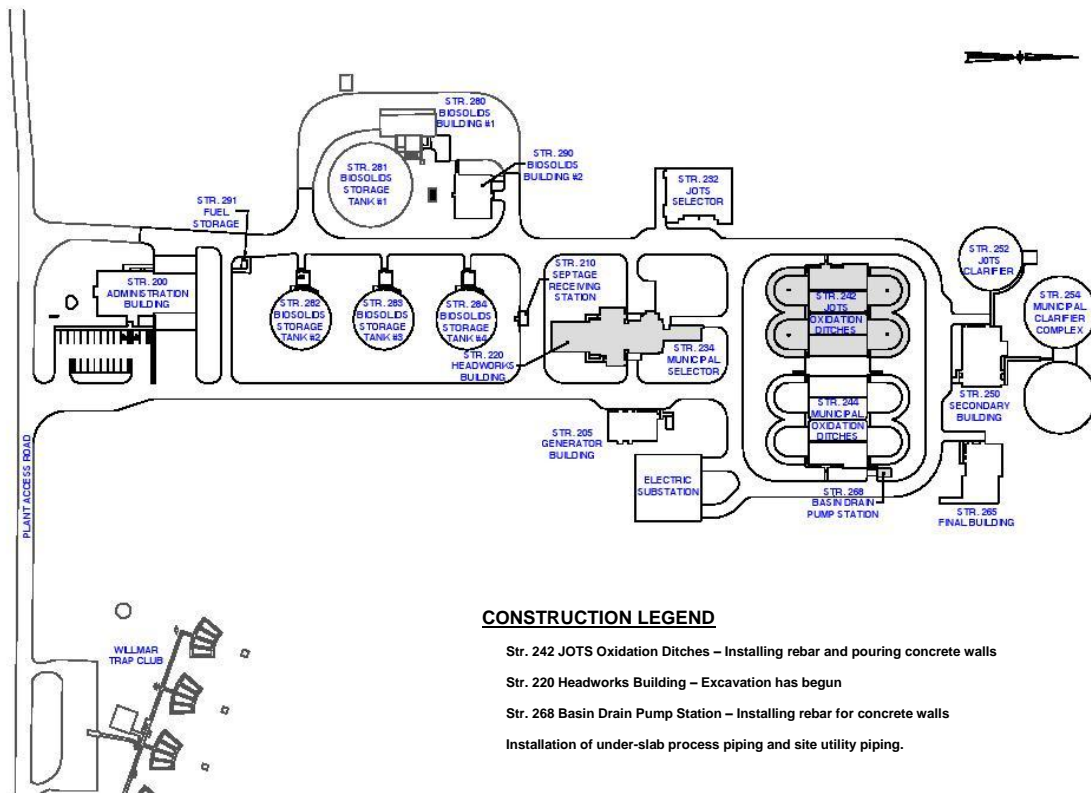 STR. 280
BIOSOLIDS
BUILDING #1
STR. 290
BIOSOLIDS
BUILDING #2
STR. 281
BIOSOLIDS
STORAGE
TANK #1
STR. 232
JOTS
SELECTOR
STR. 291
FUEL
STORAGE
STR. 252
JOTS
CLARIFIER
STR. 210
SEPTAGE
RECEIVING
STATION
STR. 200
ADMINISTRATION
BUILDING
STR. 282
BIOSOLIDS
STORAGE
TANK #2
STR. 283
BIOSOLIDS
STORAGE
TANK #3
STR. 284
BIOSOLIDS
STORAGE
TANK #4
STR. 242
JOTS
OXIDATION
DITCHES
STR. 254
MUNICIPAL
CLARIFIER
COMPLEX
STR. 220
HEADWORKS
BUILDING
STR. 234
MUNICIPAL
SELECTOR
STR. 244
MUNICIPAL
OXIDATION
DITCHES
STR. 250
SECONDARY
BUILDING
STR. 205
GENERATOR
BUILDING
ELECTRIC
SUBSTATION
STR. 268
BASIN DRAIN
PUMP STATION
STR. 265
FINAL BUILDING
PLANT ACCESS ROAD
WILLMAR
TRAP CLUB
CONSTRUCTION LEGEND
Str. 242 JOTS Oxidation Ditches – Installing rebar and pouring concrete walls
Str. 220 Headworks Building – Excavation has begun
Str. 268 Basin Drain Pump Station – Installing rebar for concrete walls
Installation of under-slab process piping and site utility piping.